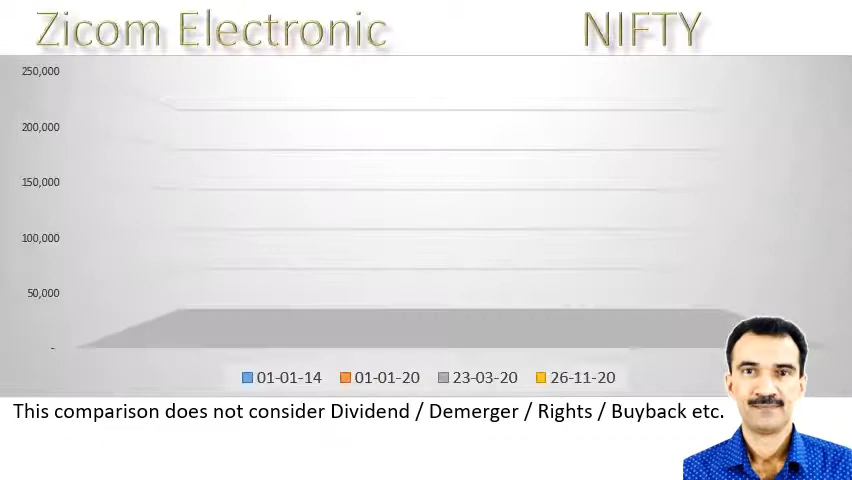 Zicom Electronic NIFTY
250,000
200,000
150,000
100,000
50,000
-
01-01-14 01-01-20 23-03-20 26-11-20
This comparison does not consider Dividend / Demerger / Rights / Buyback etc.